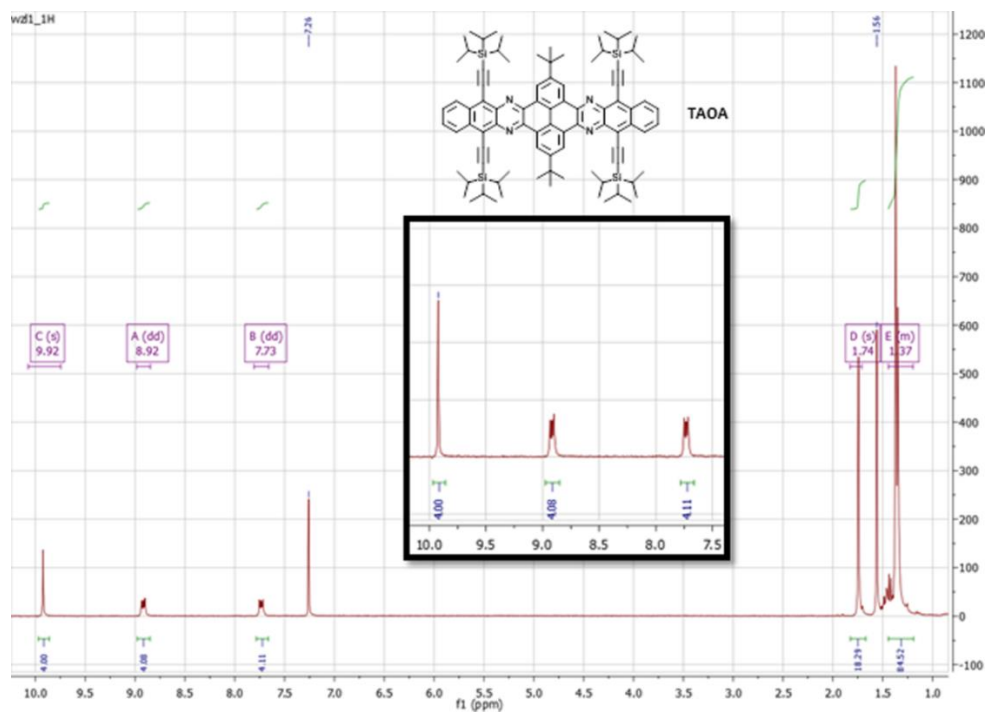 wzl1_1H
7.26
1.56
Si
Si
N
N
N
N
Si
Si
TAOA
C (s)
9.92
A (dd)
8.92
B (dd)
7.73
D (s)
1.74
E (m)
1.37
4.00
4.08
4.11
10.0 9.5 9.0 8.5 8.0 7.5
4.00
4.08
4.11
18.29
84.52
10.0 9.5 9.0 8.5 8.0 7.5 7.0 6.5 6.0 5.5 5.0 4.5 4.0 3.5 3.0 2.5 2.0 1.5 1.0
f1 (ppm)
1200
1100
1000
900
800
700
600
500
400
300
200
100
0
-100